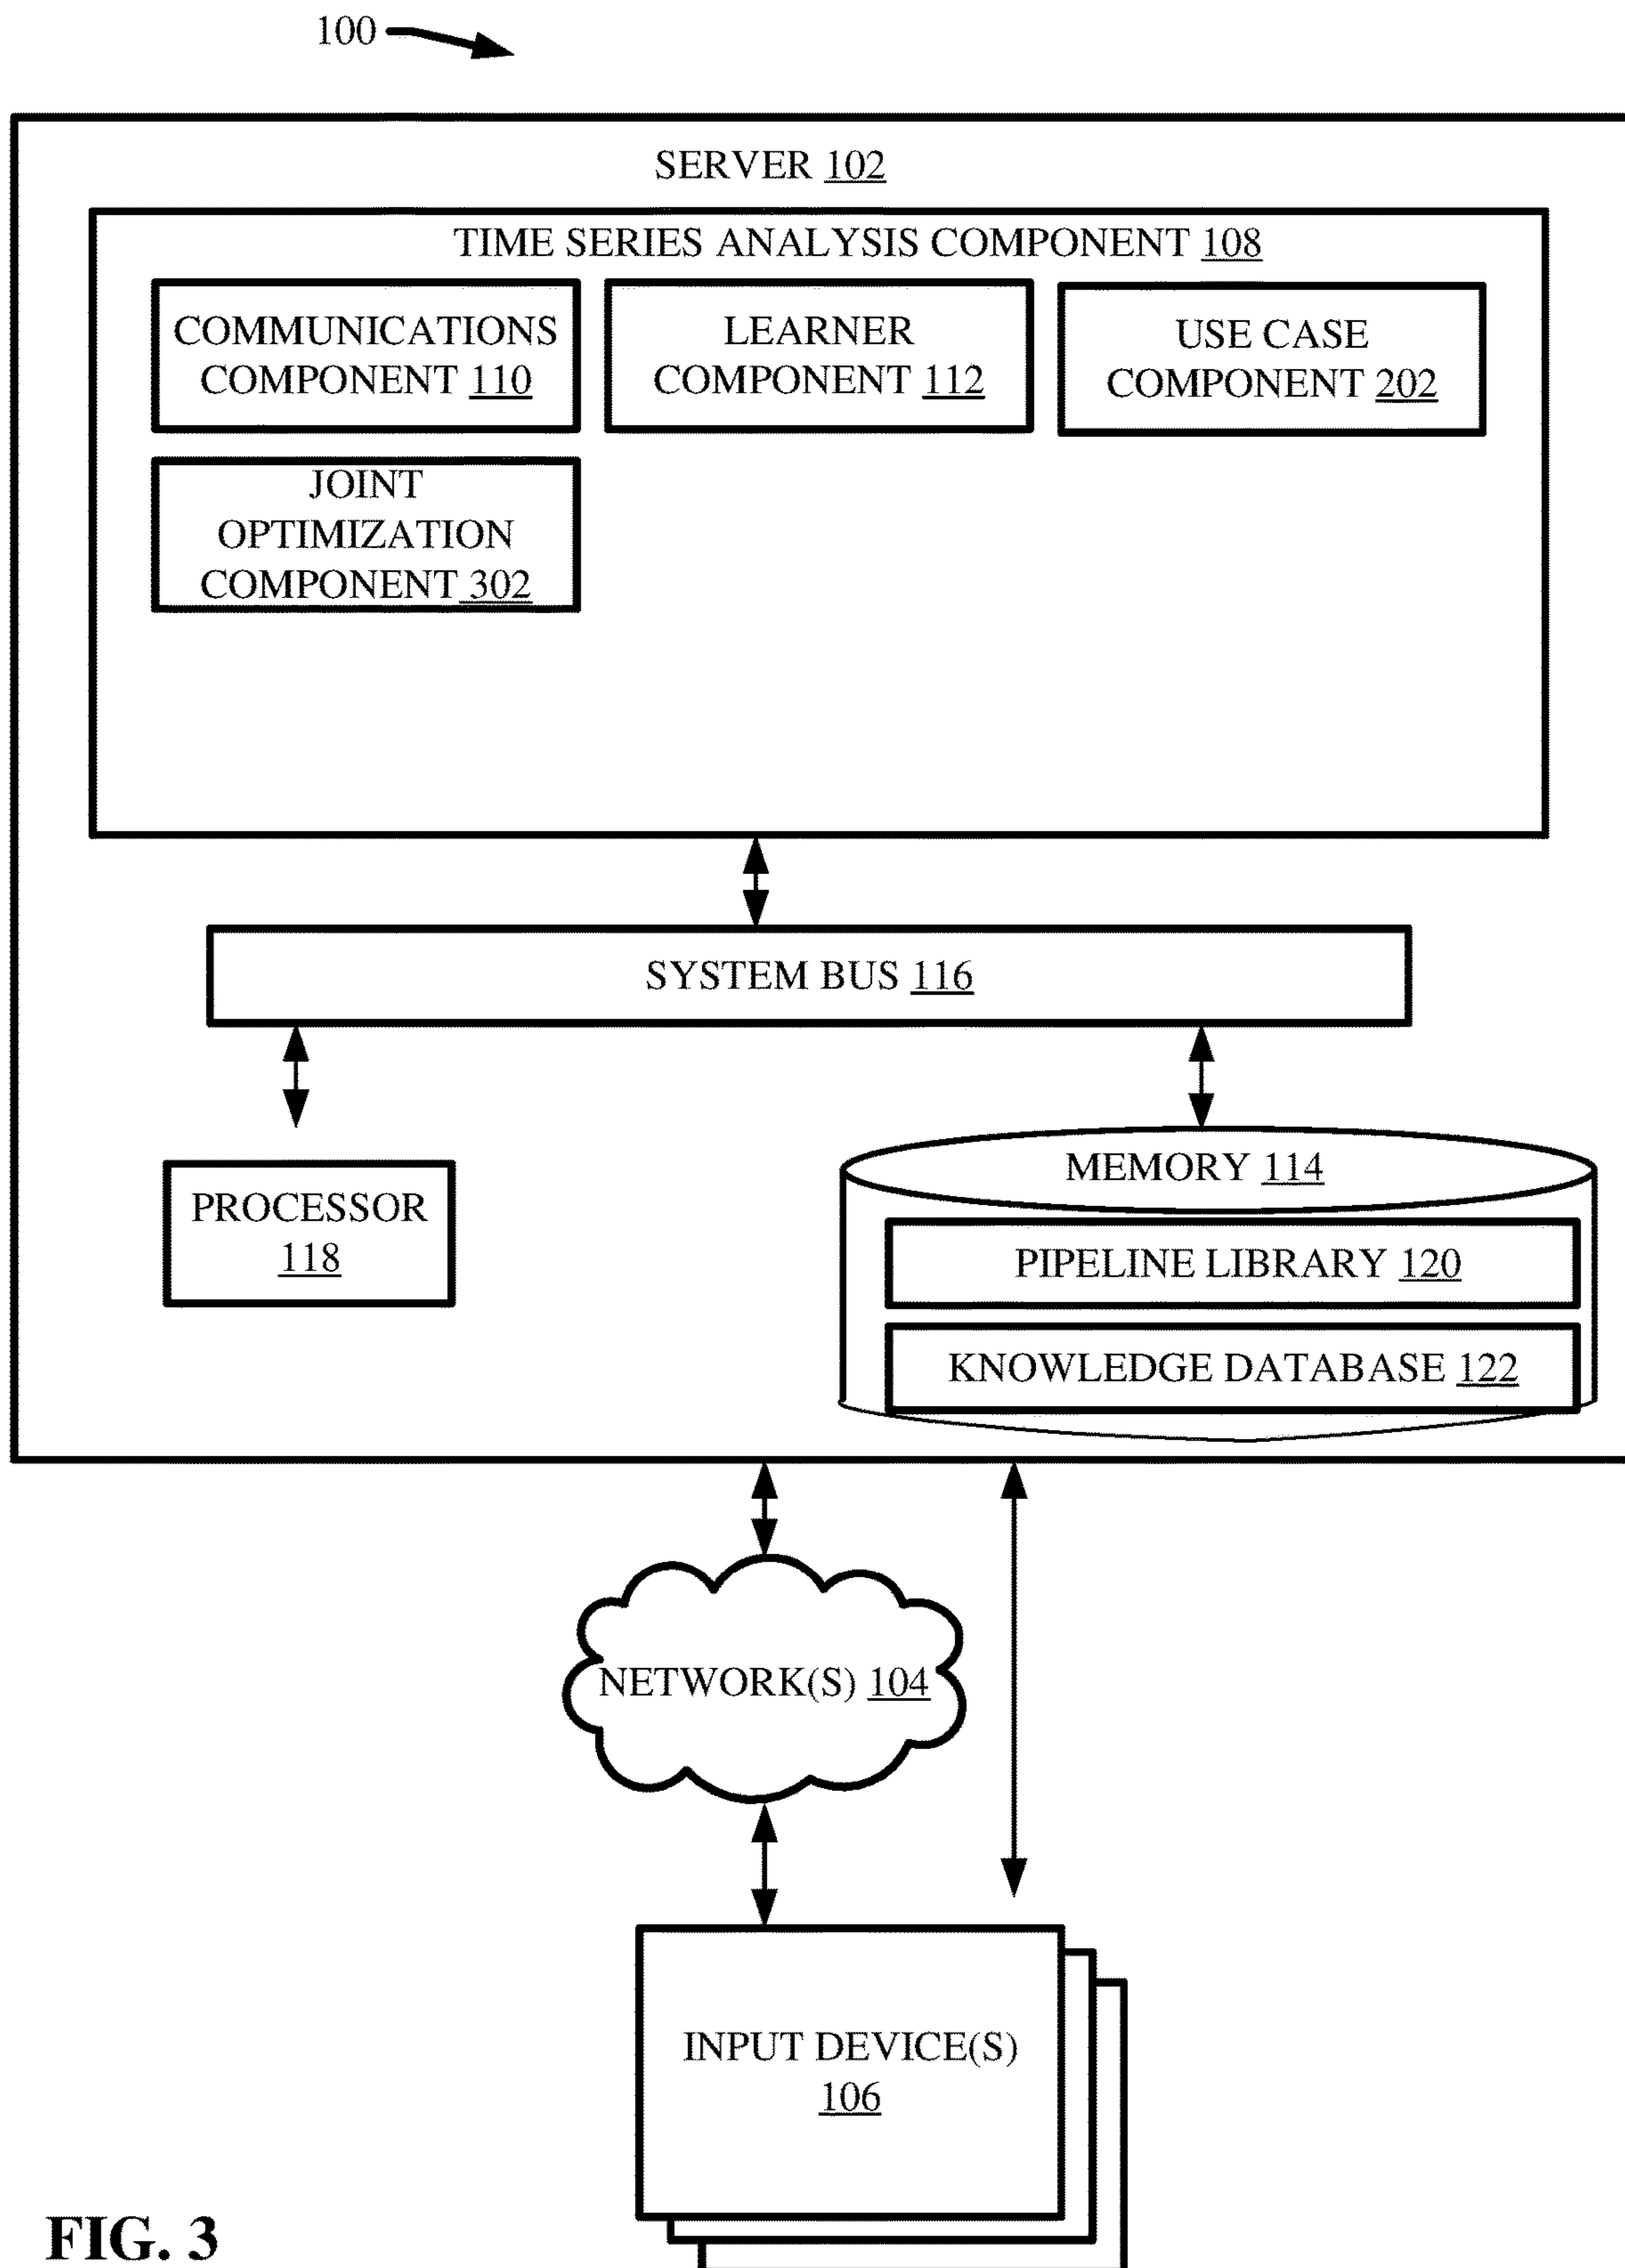 100
SERVER 102
TIME SERIES ANALYSIS COMPONENT 108
COMMUNICATIONS
COMPONENT 110
LEARNER
COMPONENT 112
USE CASE
COMPONENT 202
JOINT
OPTIMIZATION
COMPONENT 302
SYSTEM BUS 116
PROCESSOR
118
MEMORY 114
PIPELINE LIBRARY 120
KNOWLEDGE DATABASE 122
NETWORK(S) 104
INPUT DEVICE(S)
106
FIG. 3